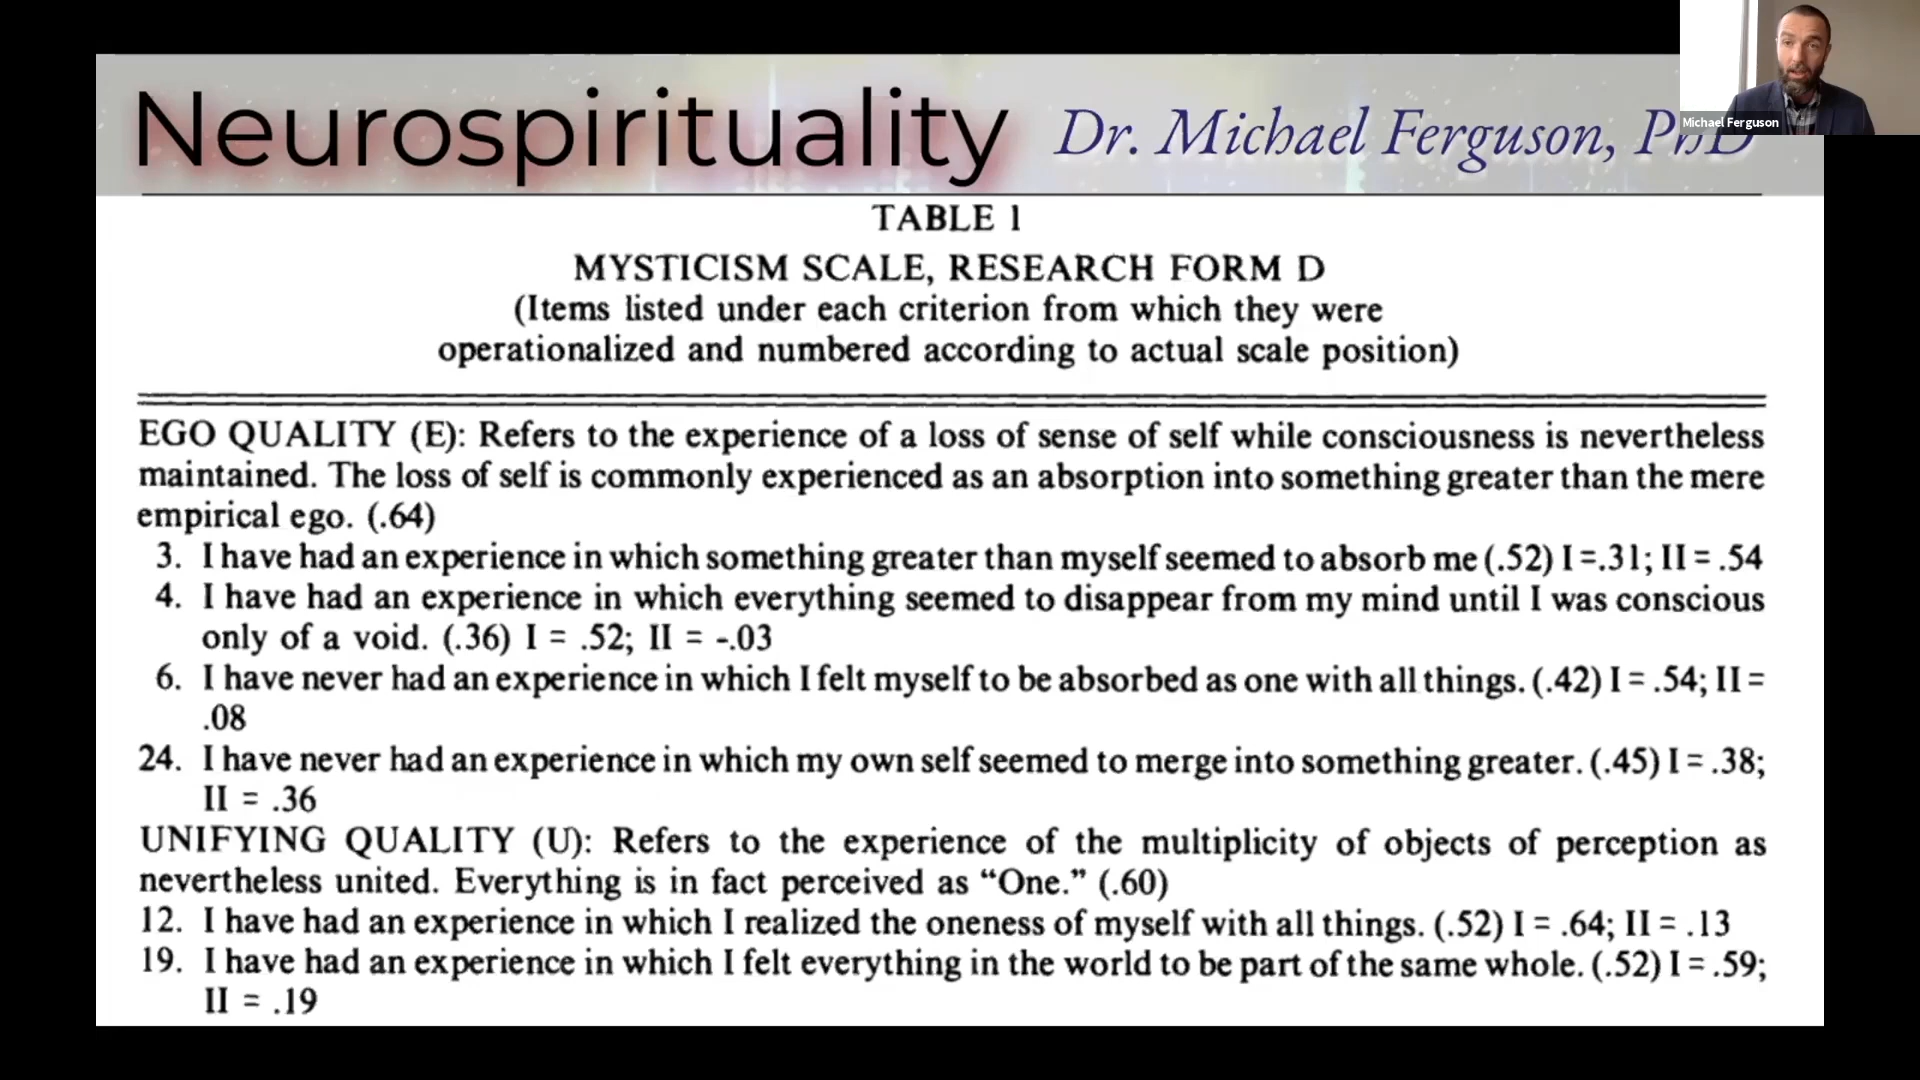 Neurospirituality Dr. Michael Ferguson, PhD
Michael Ferguson
TABLE 1
MYSTICISM SCALE, RESEARCH FORM D
(Items listed under each criterion from which they were
operationalized and numbered according to actual scale position)
EGO QUALITY (E): Refers to the experience of a loss of sense of self while consciousness is nevertheless
maintained. The loss of self is commonly experienced as an absorption into something greater than the mere
empirical ego. (.64)
3. I have had an experience in which something greater than myself seemed to absorb me (.52) I =.31; II = .54
4. I have had an experience in which everything seemed to disappear from my mind until I was conscious
only of a void. (.36) I = .52; II = -.03
6. I have never had an experience in which I felt myself to be absorbed as one with all things. (.42) I = .54; II =
.08
24. I have never had an experience in which my own self seemed to merge into something greater. (.45) I = .38;
II = .36
UNIFYING QUALITY (U): Refers to the experience of the multiplicity of objects of perception as
nevertheless united. Everything is in fact perceived as “One.” (.60)
12. I have had an experience in which I realized the oneness of myself with all things. (.52) I = .64; II = .13
19. I have had an experience in which I felt everything in the world to be part of the same whole. (.52) I = .59;
II = .19